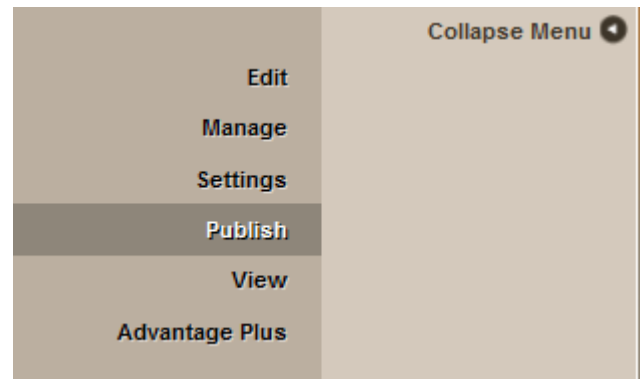 Collapse Menu
Edit
Manage
Settings
Publish
View
Advantage Plus